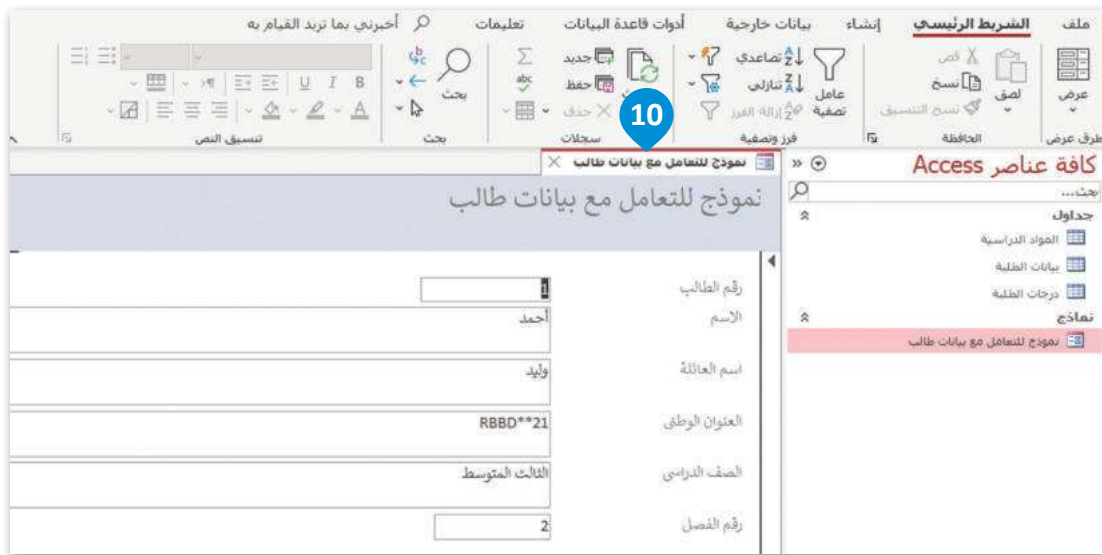 ملف الشريط الرئيسي إنشاء بيانات خارجية أدوات قاعدة البيانات تعليمات أخبرني بما تريد القيام به
عرض
لصق
قص
نسخ
نسخ التنسيق
عامل تصفية
تصاعدي
تنازلي
إزالة الفرز
جديد
حفظ
حذف
abc
بحث
B I U
A
طرق عرض الحافظة فرز وتصفية سجلات بحث تنسيق النص
10
كافة عناصر Access
بحث...
جداول
المواد الدراسية
بيانات الطلبة
درجات الطلبة
نماذج
نموذج للتعامل مع بيانات طالب
نموذج للتعامل مع بيانات طالب
نموذج للتعامل مع بيانات طالب
رقم الطالب 1
الاسم أحمد
اسم العائلة وليد
العنوان الوطني RBBD**21
الصف الدراسي الثالث المتوسط
رقم الفصل 2